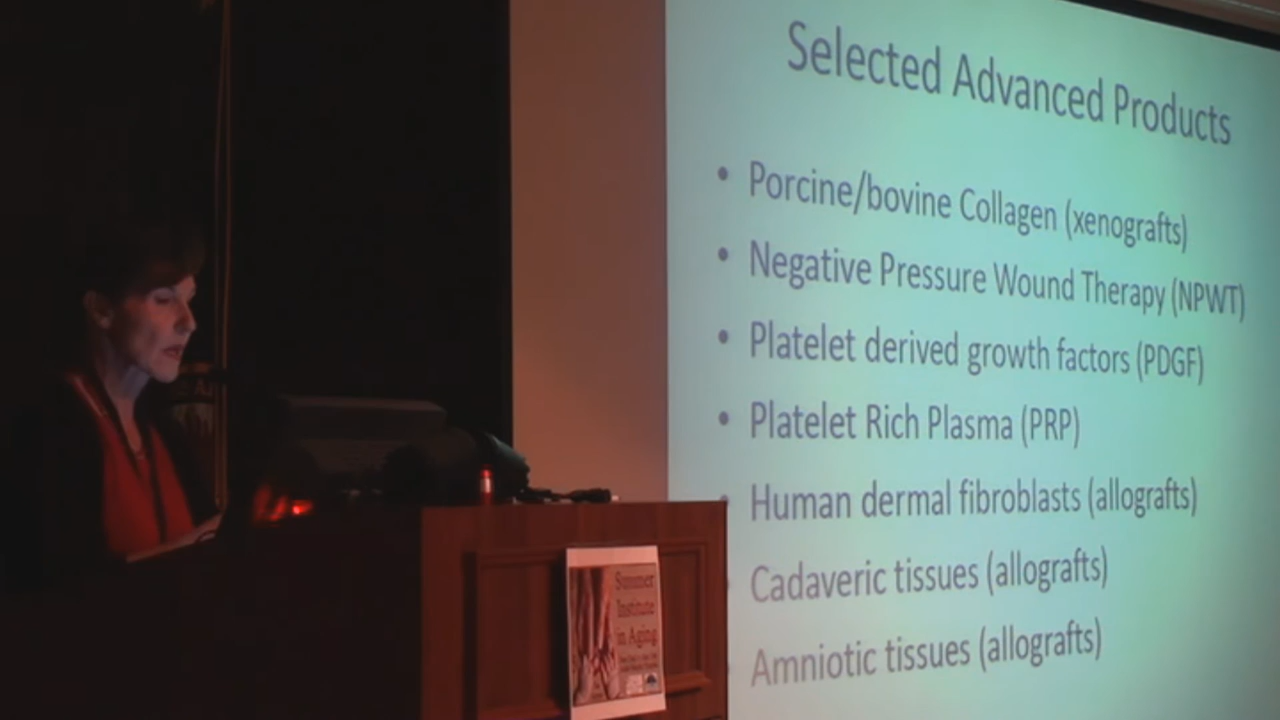 Selected Advanced Products
• Porcine/bovine Collagen (xenografts)
• Negative Pressure Wound Therapy (NPWT)
• Platelet derived growth factors (PDGF)
• Platelet Rich Plasma (PRP)
• Human dermal fibroblasts (allografts)
Cadaveric tissues (allografts)
Amniotic tissues (allografts)
Summer
Institute
in Aging